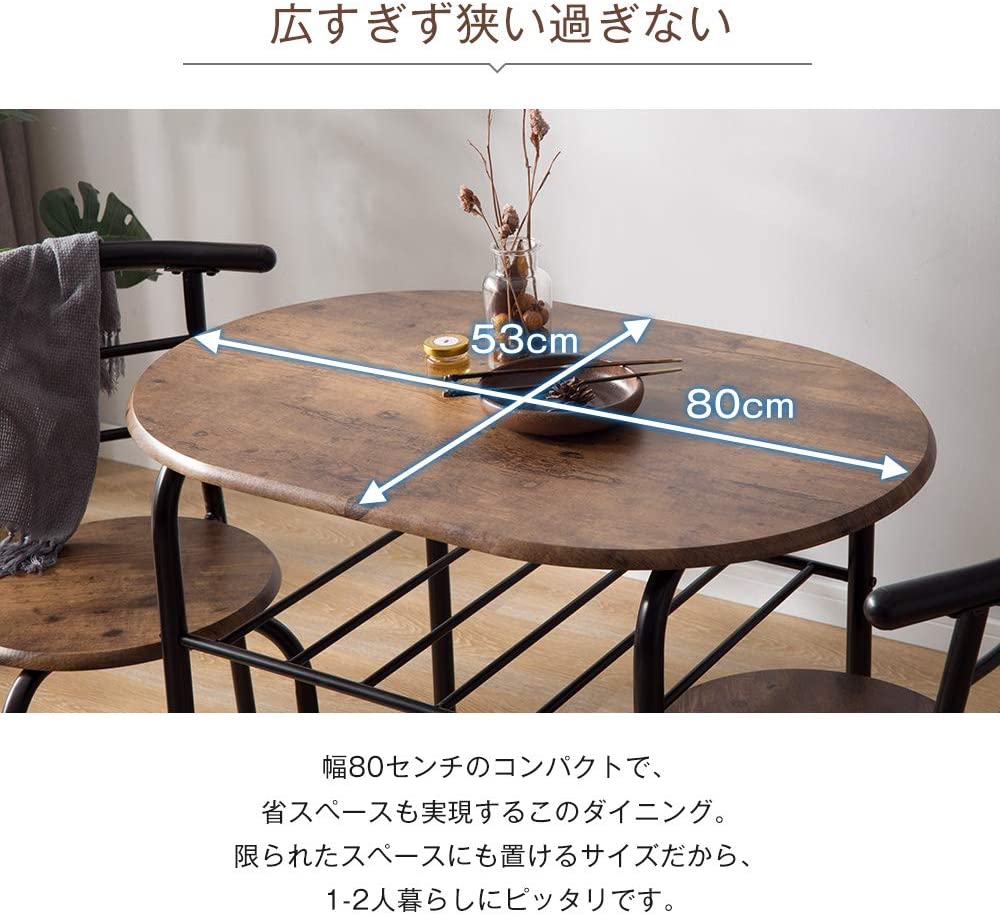 広すぎず狭い過ぎない
53cm
80cm
幅80センチのコンパクトで、
省スペースも実現するこのダイニング。
限られたスペースにも置けるサイズだから、
1-2人暮らしにピッタリです。